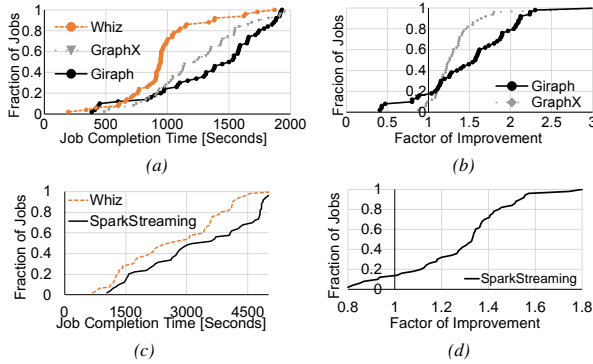 Fraction of Jobs
1
0.8
0.6
0.4
0.2
0
Whiz
GraphX
Giraph
0 500 1000 1500 2000
Job Completion Time [Seconds]
(a)
Fracion of Jobs
1
0.8
0.6
0.4
0.2
0
Giraph
GraphX
0 0.5 1 1.5 2 2.5 3
Factor of Improvement
(b)
Fraction of Jobs
1
0.8
0.6
0.4
0.2
0
Whiz
SparkStreaming
0 1500 3000 4500
Job Completion Time [Seconds]
(c)
Fraction of Jobs
1
0.8
0.6
0.4
0.2
0
SparkStreaming
0.8 1 1.2 1.4 1.6 1.8
Factor of Improvement
(d)